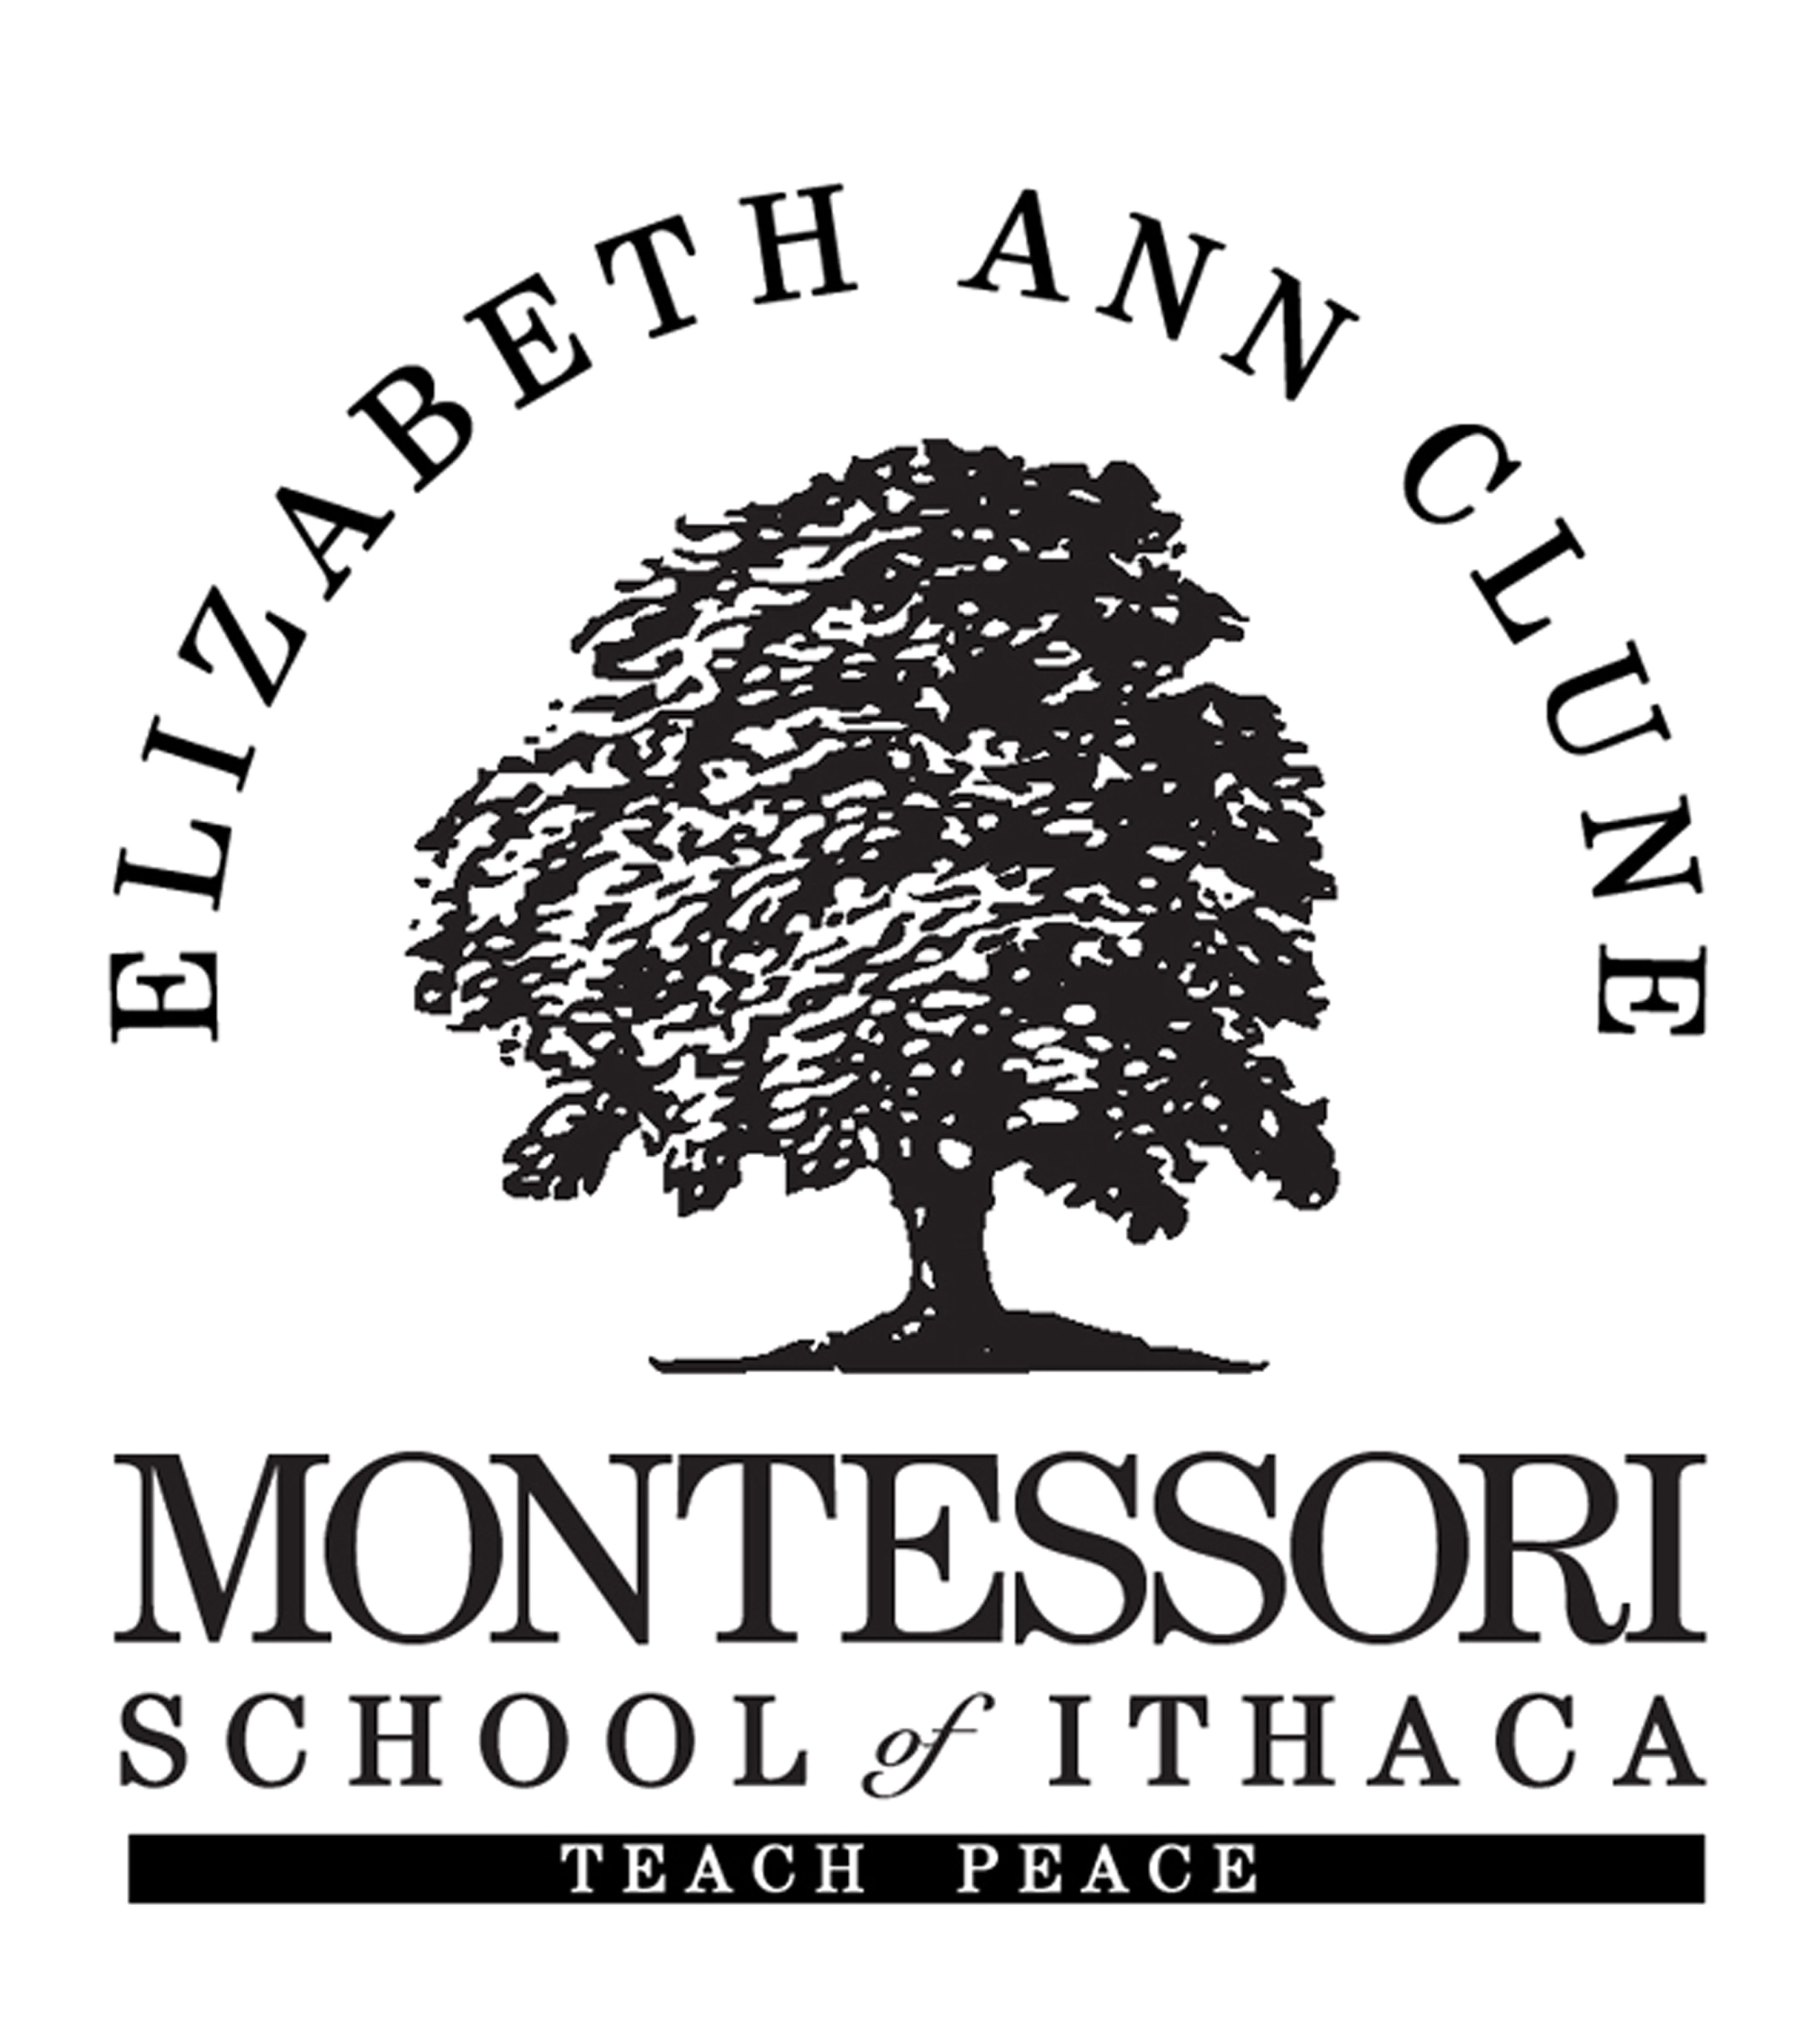 ELIZABETH ANN CLUNE
MONTESSORI
SCHOOL of ITHACA
TEACH PEACE